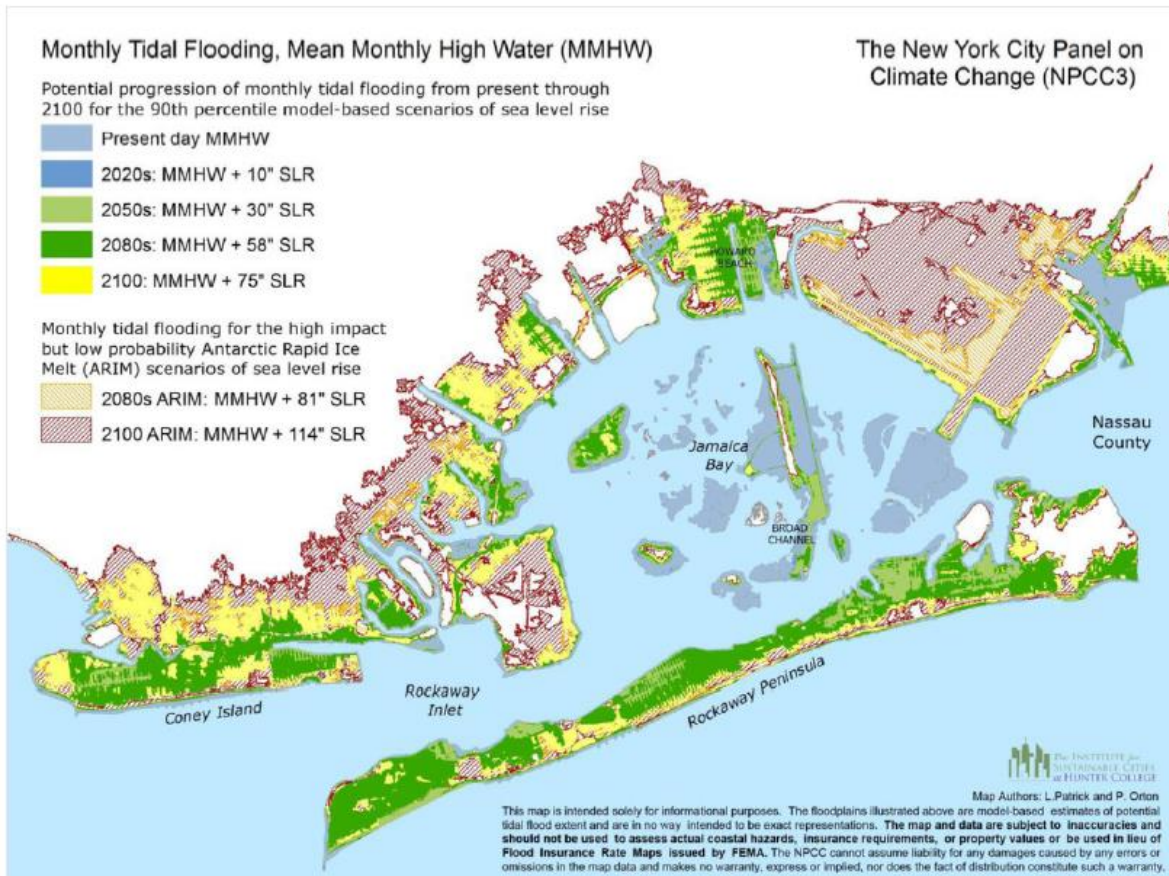 Monthly Tidal Flooding, Mean Monthly High Water (MMHW)
The New York City Panel on
Climate Change (NPCC3)
Potential progression of monthly tidal flooding from present through
2100 for the 90th percentile model-based scenarios of sea level rise
Present day MMHW
2020s: MMHW + 10" SLR
2050s: MMHW + 30" SLR
2080s: MMHW + 58" SLR
2100: MMHW + 75" SLR
Monthly tidal flooding for the high impact
but low probability Antarctic Rapid Ice
Melt (ARIM) scenarios of sea level rise
2080s ARIM: MMHW + 81" SLR
2100 ARIM: MMHW + 114" SLR
HOWARD
BEACH
Nassau
County
Jamaica
Bay
BROAD
CHANNEL
Rockaway
Inlet
Coney Island
Rockaway Peninsula
The INSTITUTE for
SUSTAINABLE CITIES
at HUNTER COLLEGE
Map Authors: L.Patrick and P. Orton
This map is intended solely for informational purposes. The floodplains illustrated above are model-based estimates of potential
tidal flood extent and are in no way intended to be exact representations. The map and data are subject to inaccuracies and
should not be used to assess actual coastal hazards, insurance requirements, or property values or be used in lieu of
Flood Insurance Rate Maps issued by FEMA. The NPCC cannot assume liability for any damages caused by any errors or
omissions in the map data and makes no warranty, express or implied, nor does the fact of distribution constitute such a warranty,